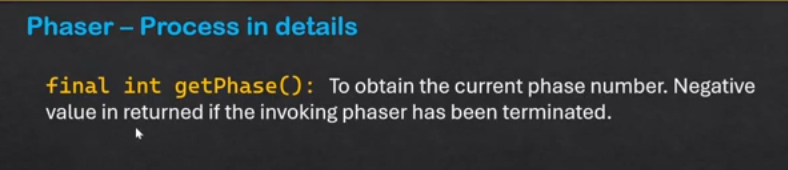 Phaser – Process in details
final int getPhase(): To obtain the current phase number. Negative
value in returned if the invoking phaser has been terminated.